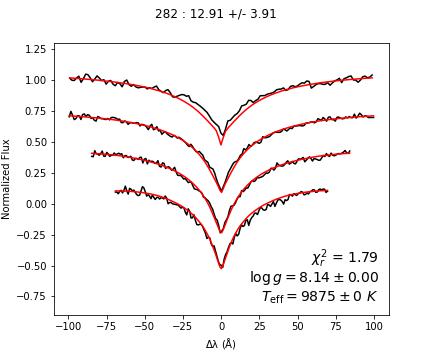 282 : 12.91 +/- 3.91
1.25
1.00
0.75
0.50
0.25
0.00
−0.25
−0.50
−0.75
Normalized Flux
χ²ᵣ = 1.79
log g = 8.14 ± 0.00
T_eff = 9875 ± 0 K
−100 −75 −50 −25 0 25 50 75 100
Δλ (Å)